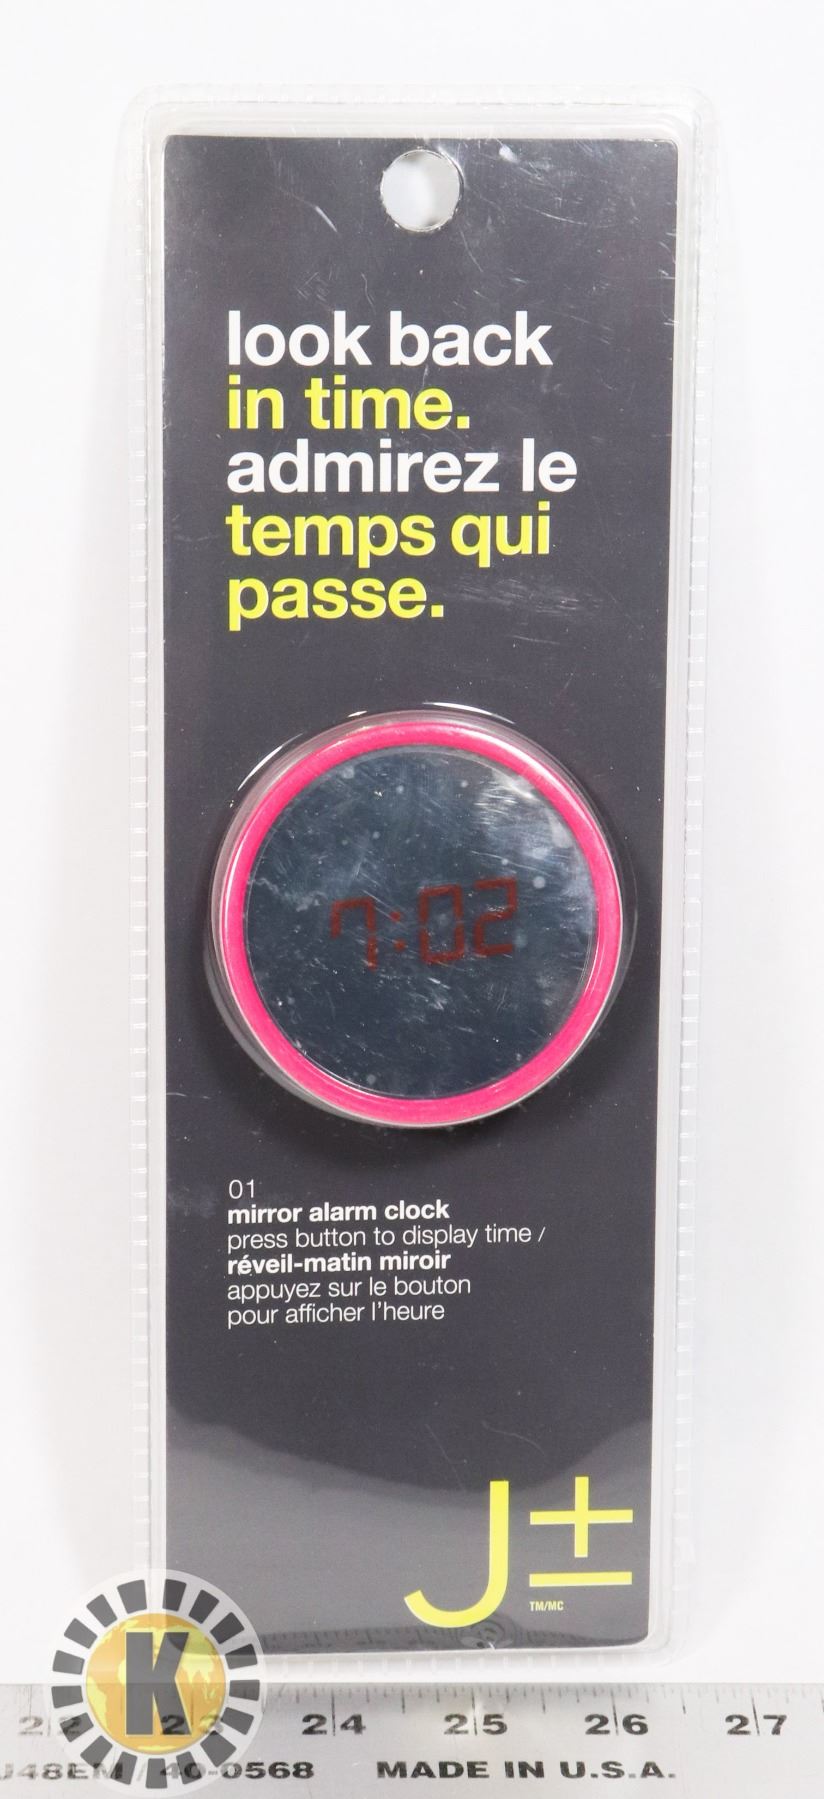 look back
in time.
admirez le
temps qui
passe.
7:02
01
mirror alarm clock
press button to display time /
réveil-matin miroir
appuyez sur le bouton
pour afficher l'heure
J±
TM/MC
K
22 23 24 25 26 27
40-0568 MADE IN U.S.A.